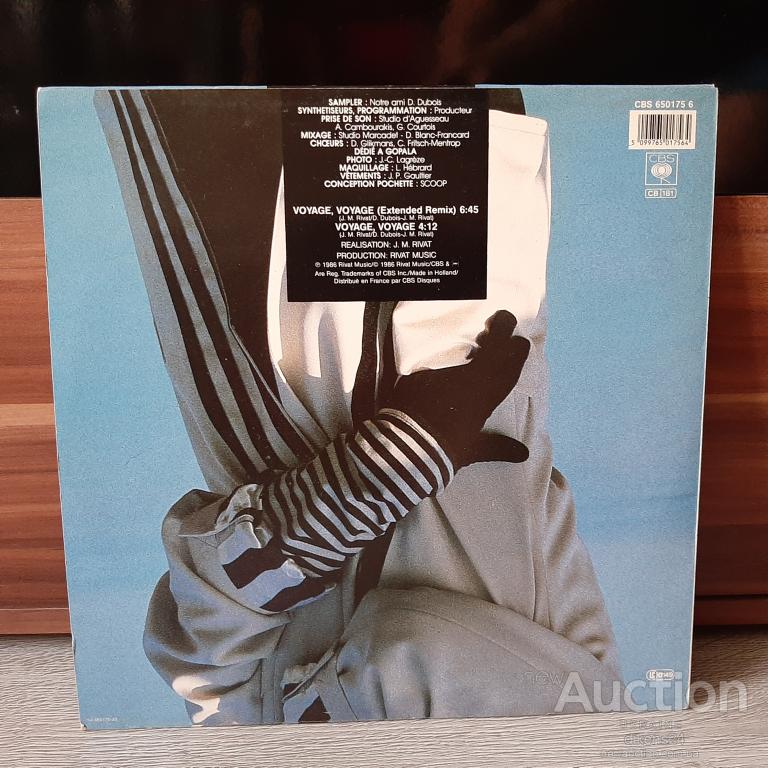 SAMPLER : Notre ami D. Dubois
SYNTHETISEURS, PROGRAMMATION : Producteur
PRISE DE SON : Studio d'Aguesseau
A. Cambourakis, G. Courtois
MIXAGE : Studio Marcadet - D. Blanc-Francard
CHŒURS : D. Glikmans, C. Fritsch-Mentrop
DÉDIÉ A GOPALA
PHOTO : J.-C. Lagrèze
MAQUILLAGE : L. Hébrard
VÊTEMENTS : J. P. Gaultier
CONCEPTION POCHETTE : SCOOP
VOYAGE, VOYAGE (Extended Remix) 6:45
(J. M. Rivat/D. Dubois-J. M. Rivat)
VOYAGE, VOYAGE 4:12
(J. M. Rivat/D. Dubois-J. M. Rivat)
REALISATION: J. M. RIVAT
PRODUCTION: RIVAT MUSIC
℗ 1986 Rivat Music/© 1986 Rivat Music/CBS &
Are Reg. Trademarks of CBS Inc./Made in Holland/
Distribué en France par CBS Disques
CBS 650175 6
5 099765 017564
CBS
CB 181
Auction